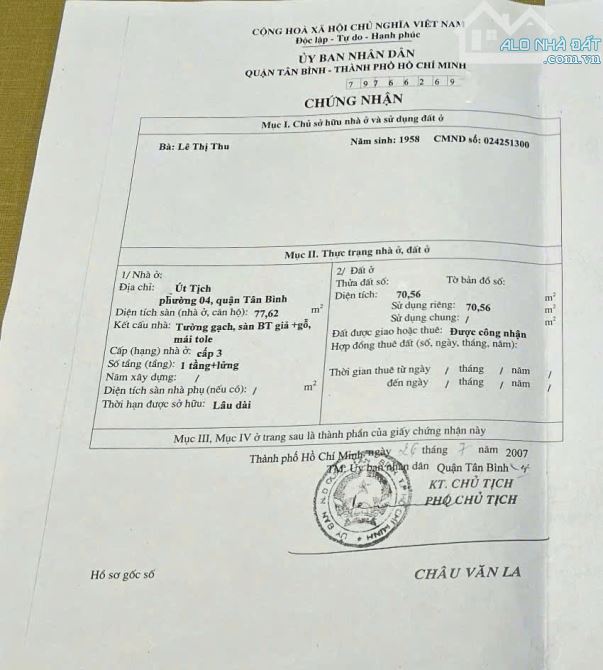 CỘNG HOÀ XÃ HỘI CHỦ NGHĨA VIỆT NAM
Độc lập - Tự do - Hạnh phúc
ALO NHÀ ĐẤT
.com.vn
ỦY BAN NHÂN DÂN
QUẬN TÂN BÌNH - THÀNH PHỐ HỒ CHÍ MINH
7 9 7 6 6 2 6 9
CHỨNG NHẬN
Mục I. Chủ sở hữu nhà ở và sử dụng đất ở
Bà: Lê Thị Thu Năm sinh: 1958 CMND số: 024251300
Mục II. Thực trạng nhà ở, đất ở
1/ Nhà ở:
Địa chỉ: Út Tịch
phường 04, quận Tân Bình
Diện tích sàn (nhà ở, căn hộ): 77,62 m²
Kết cấu nhà: Tường gạch, sàn BT giả +gỗ,
mái tole
Cấp (hạng) nhà ở: cấp 3
Số tầng (tầng): 1 tầng+lửng
Năm xây dựng: /
Diện tích sàn nhà phụ (nếu có): / m²
Thời hạn được sở hữu: Lâu dài
2/ Đất ở
Thửa đất số: Tờ bản đồ số:
Diện tích: 70,56 m²
Sử dụng riêng: 70,56 m²
Sử dụng chung: / m²
Đất được giao hoặc thuê: Được công nhận
Hợp đồng thuê đất (số, ngày, tháng, năm):
Thời gian thuê từ ngày / tháng / năm /
đến ngày / tháng / năm /
Mục III, Mục IV ở trang sau là thành phần của giấy chứng nhận này
Thành phố Hồ Chí Minh, ngày 26 tháng 7 năm 2007
TM. Ủy ban nhân dân Quận Tân Bình
KT. CHỦ TỊCH
PHÓ CHỦ TỊCH
Hồ sơ gốc số
CHÂU VĂN LA